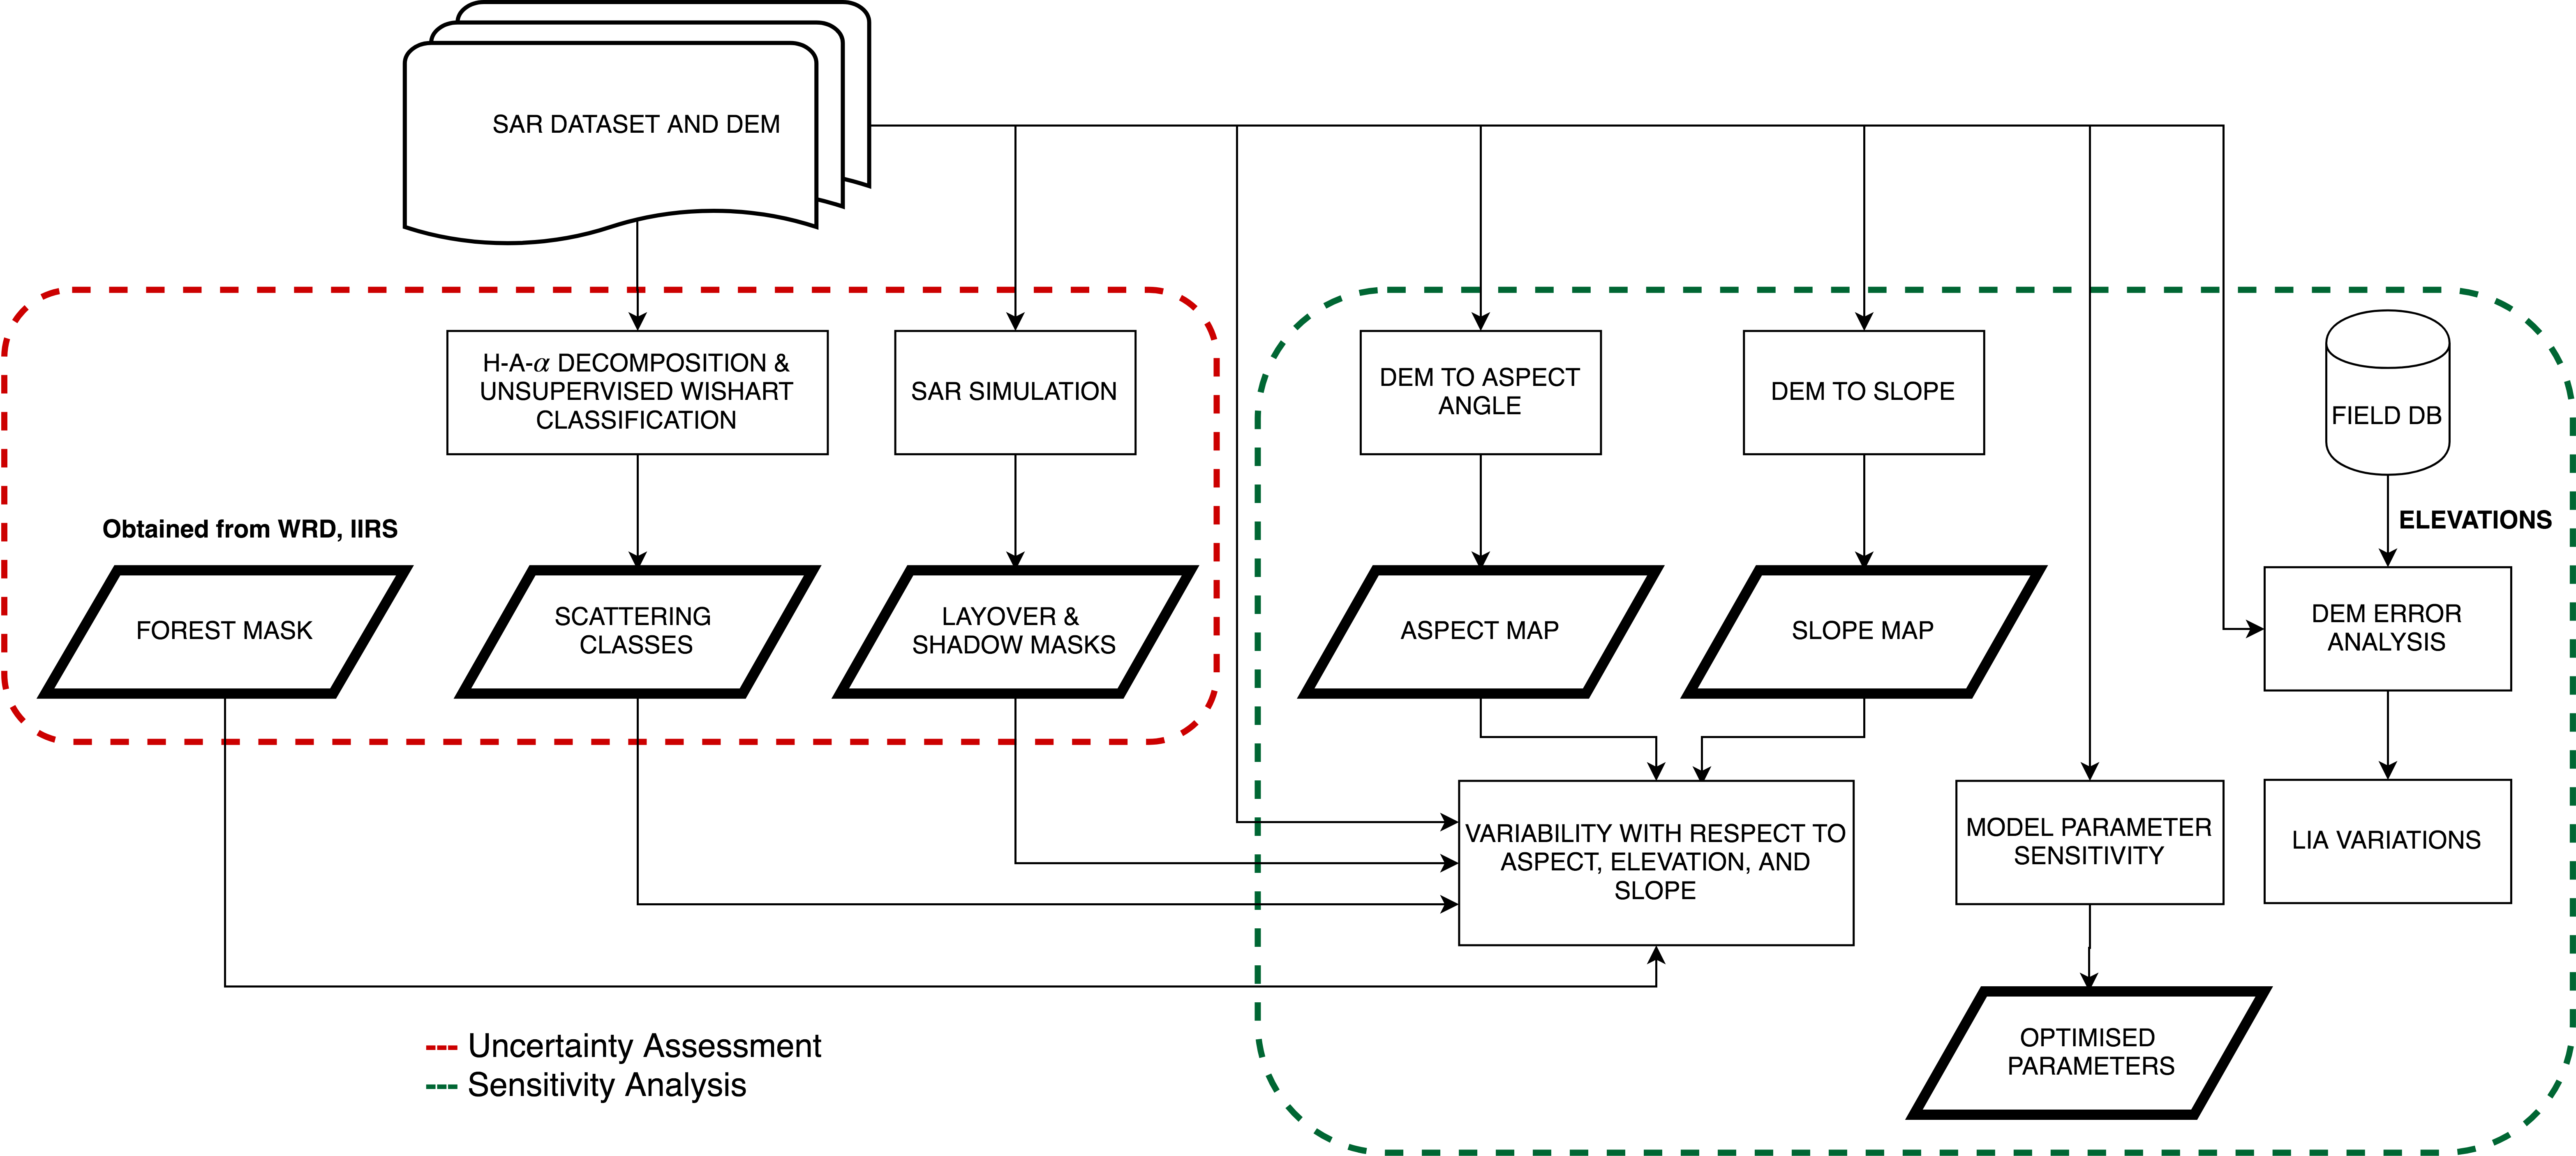 SAR DATASET AND DEM
H-A-α DECOMPOSITION &
UNSUPERVISED WISHART
CLASSIFICATION
SAR SIMULATION
DEM TO ASPECT
ANGLE
DEM TO SLOPE
FIELD DB
Obtained from WRD, IIRS
ELEVATIONS
FOREST MASK
SCATTERING
CLASSES
LAYOVER &
SHADOW MASKS
ASPECT MAP
SLOPE MAP
DEM ERROR
ANALYSIS
VARIABILITY WITH RESPECT TO
ASPECT, ELEVATION, AND
SLOPE
MODEL PARAMETER
SENSITIVITY
LIA VARIATIONS
OPTIMISED
PARAMETERS
Uncertainty Assessment
Sensitivity Analysis